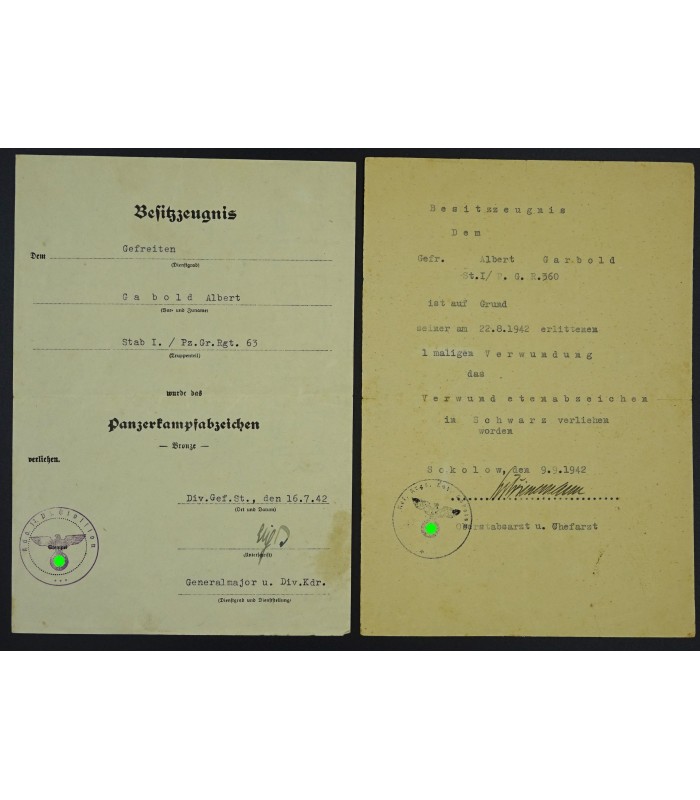 Besitzzeugnis
Dem Gefreiten
(Dienstgrad)
Ga bold Albert
(Vor- und Zuname)
Stab I. / Pz.Gr.Rgt. 63
(Truppenteil)
wurde das
Panzerkampfabzeichen
— Bronze —
verliehen.
Div.Gef.St., den 16.7.42
(Ort und Datum)
(Unterschrift)
Generalmajor u. Div.Kdr.
(Dienstgrad und Dienststellung)
Besitzzeugnis
Dem
Gefr. Albert Garbold
St.I/ P. G. R.360
ist auf Grund
seiner am 22.8.1942 erlittenen
1 maligen Verwundung
das
Verwund etenabzeichen
in Schwarz verliehen
worden
Sokolow, den 9.9.1942
Oberstabsarzt u. Chefarzt